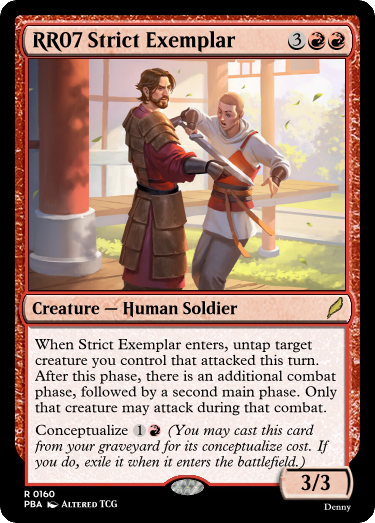 RR07 Strict Exemplar 3
Creature — Human Soldier
When Strict Exemplar enters, untap target
creature you control that attacked this turn.
After this phase, there is an additional combat
phase, followed by a second main phase. Only
that creature may attack during that combat.
Conceptualize 1 (You may cast this card
from your graveyard for its conceptualize cost. If
you do, exile it when it enters the battlefield.)
3/3
R 0160
PBA Altered TCG
Denny